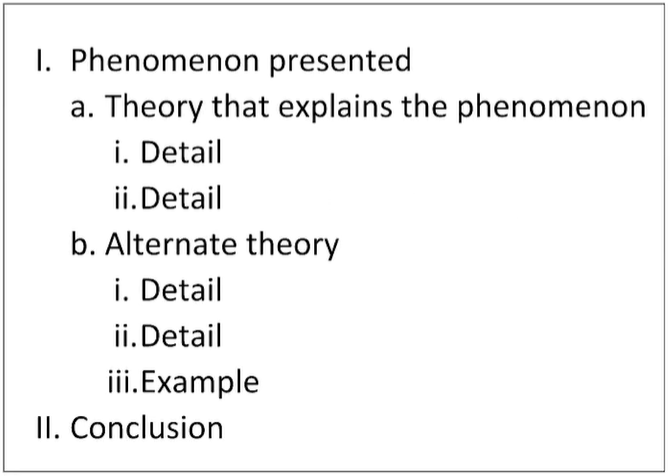 I. Phenomenon presented
a. Theory that explains the phenomenon
i. Detail
ii. Detail
b. Alternate theory
i. Detail
ii. Detail
iii. Example
II. Conclusion